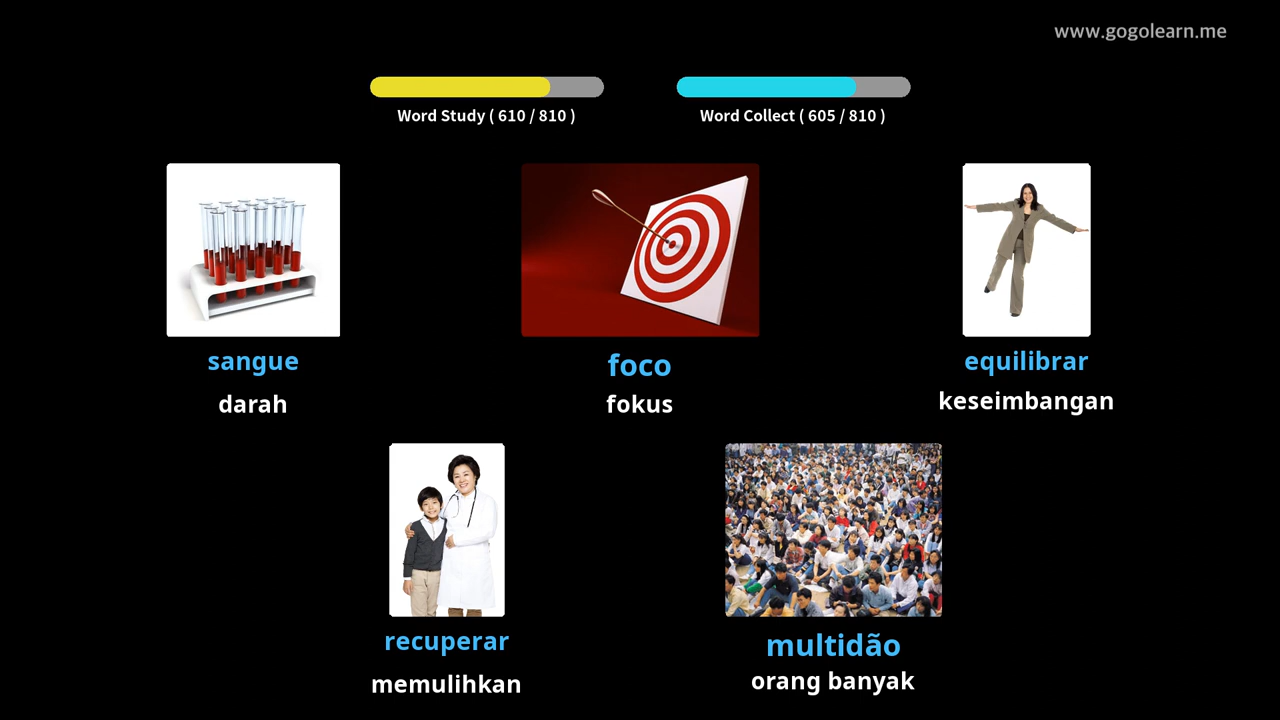 www.gogolearn.me
Word Study ( 610 / 810 )
Word Collect ( 605 / 810 )
sangue
darah
foco
fokus
equilibrar
keseimbangan
recuperar
memulihkan
multidão
orang banyak